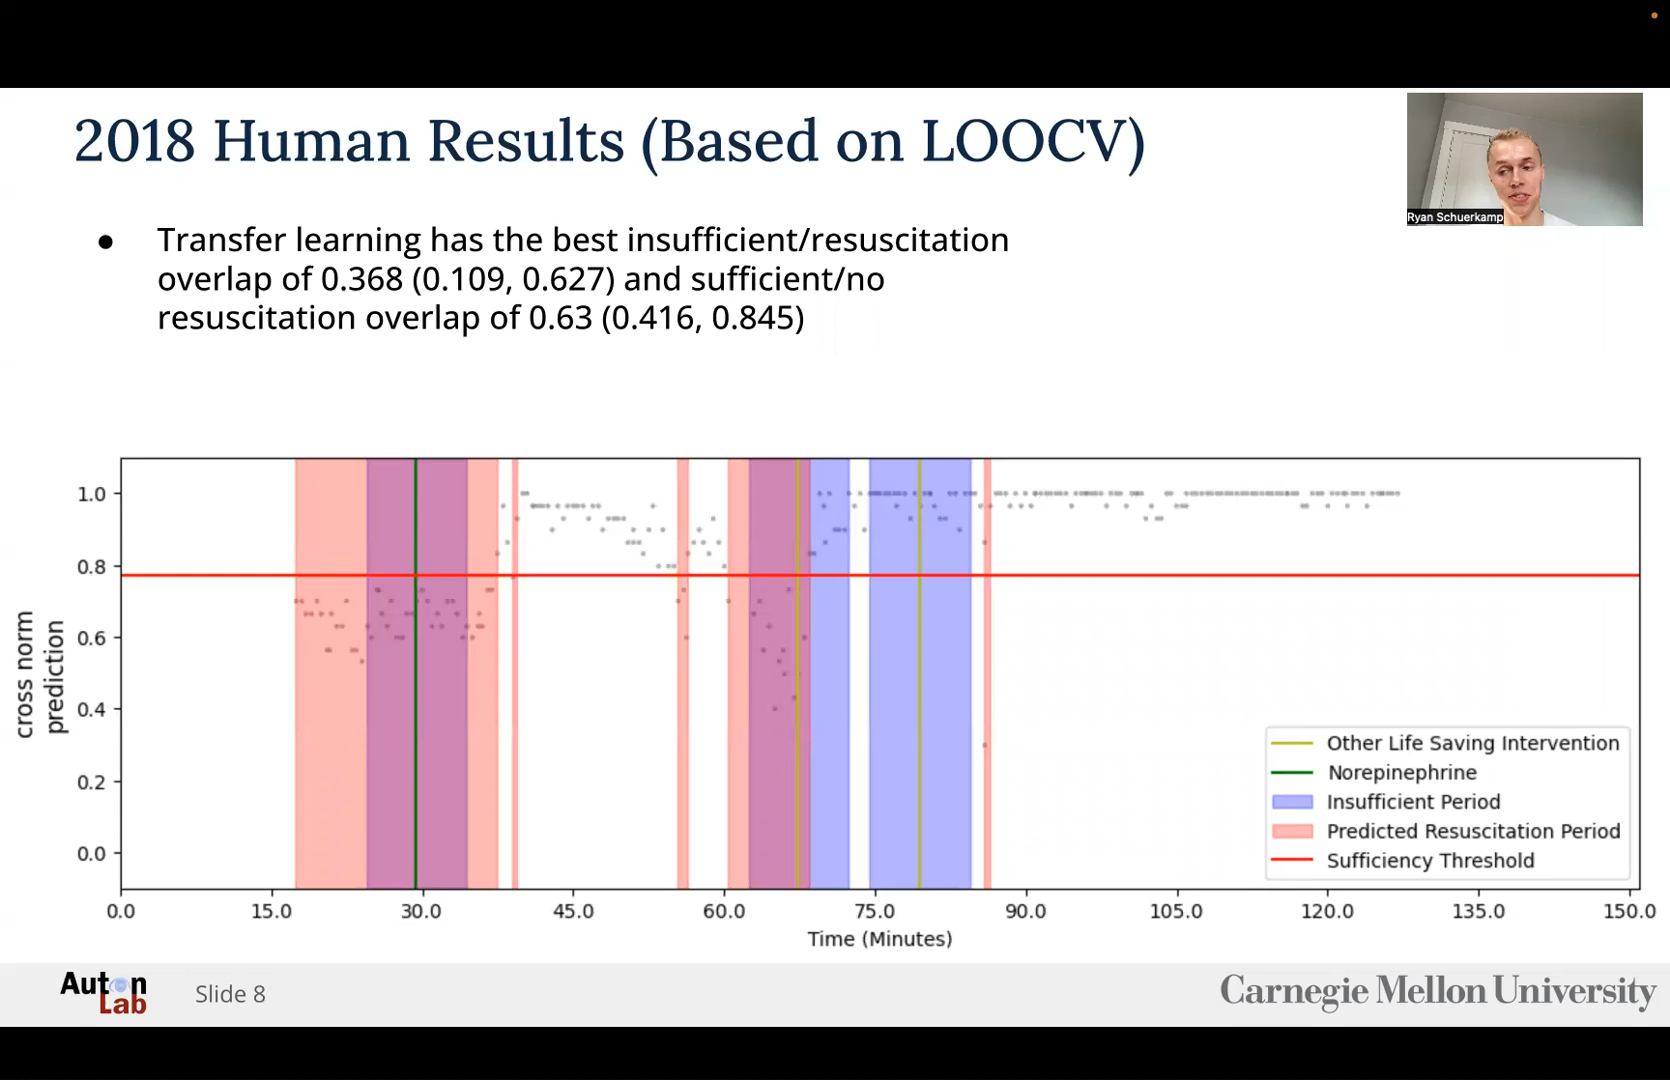 2018 Human Results (Based on LOOCV)
Ryan Schuerkamp
● Transfer learning has the best insufficient/resuscitation
overlap of 0.368 (0.109, 0.627) and sufficient/no
resuscitation overlap of 0.63 (0.416, 0.845)
cross norm
prediction
1.0
0.8
0.6
0.4
0.2
0.0
Other Life Saving Intervention
Norepinephrine
Insufficient Period
Predicted Resuscitation Period
Sufficiency Threshold
0.0 15.0 30.0 45.0 60.0 75.0 90.0 105.0 120.0 135.0 150.0
Time (Minutes)
Auton
Lab
Slide 8
Carnegie Mellon University